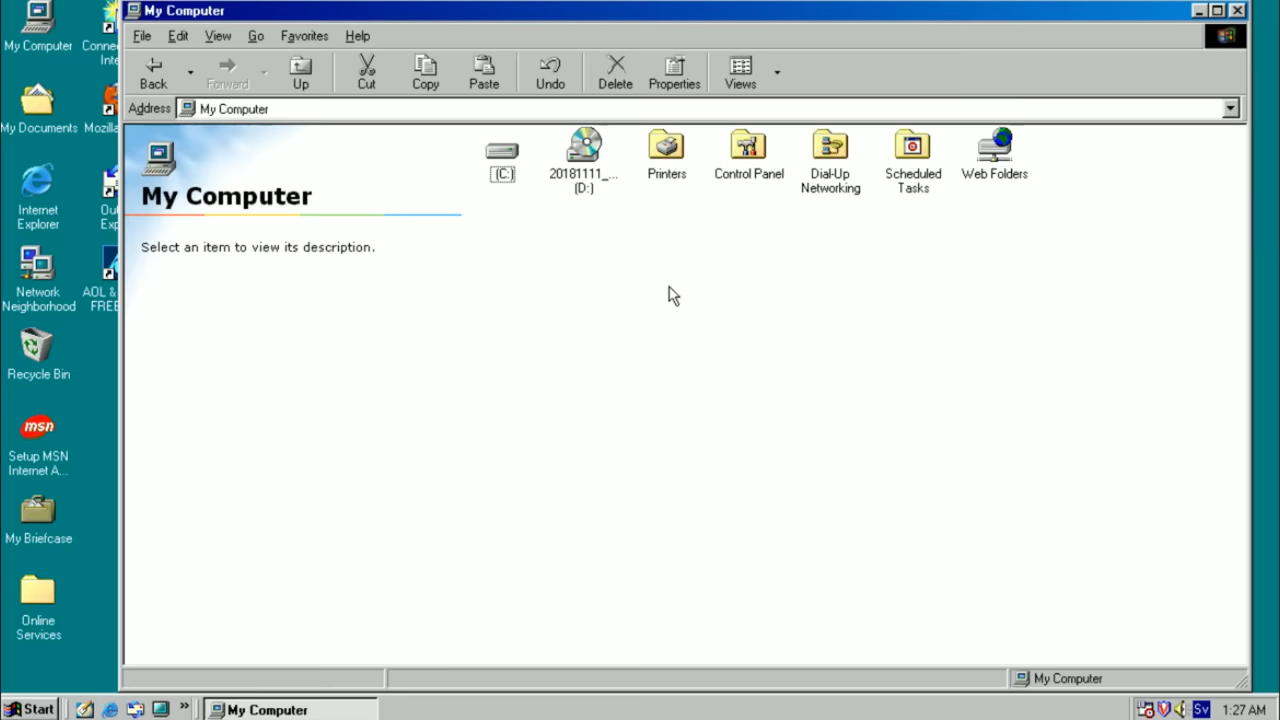 My Computer
File Edit View Go Favorites Help
Back Forward Up Cut Copy Paste Undo Delete Properties Views
Address My Computer
My Computer
Select an item to view its description.
(C:)
20181111_...
(D:)
Printers
Control Panel
Dial-Up
Networking
Scheduled
Tasks
Web Folders
My Computer
My Documents
Internet
Explorer
Network
Neighborhood
Recycle Bin
msn
Setup MSN
Internet A...
My Briefcase
Online
Services
Conne
Inte
Mozilla
Out
Exp
AOL &
FREE
My Computer
Start
»
My Computer
Sv
1:27 AM